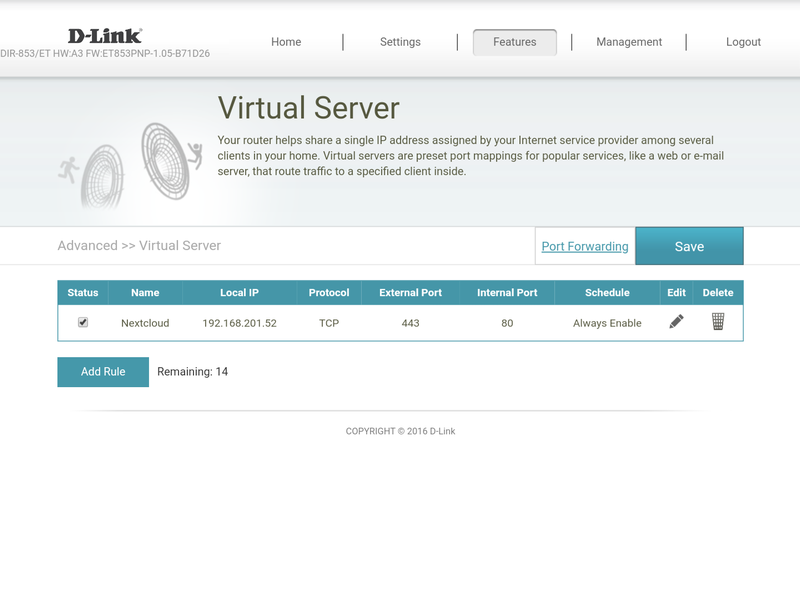 D-Link
DIR-853/ET HW:A3 FW:ET853PNP-1.05-B71D26
Home
Settings
Features
Management
Logout
Virtual Server
Your router helps share a single IP address assigned by your Internet service provider among several
clients in your home. Virtual servers are preset port mappings for popular services, like a web or e-mail
server, that route traffic to a specified client inside.
Advanced >> Virtual Server
Port Forwarding
Save
Status Name Local IP Protocol External Port Internal Port Schedule Edit Delete
Nextcloud 192.168.201.52 TCP 443 80 Always Enable
Add Rule
Remaining: 14
COPYRIGHT © 2016 D-Link